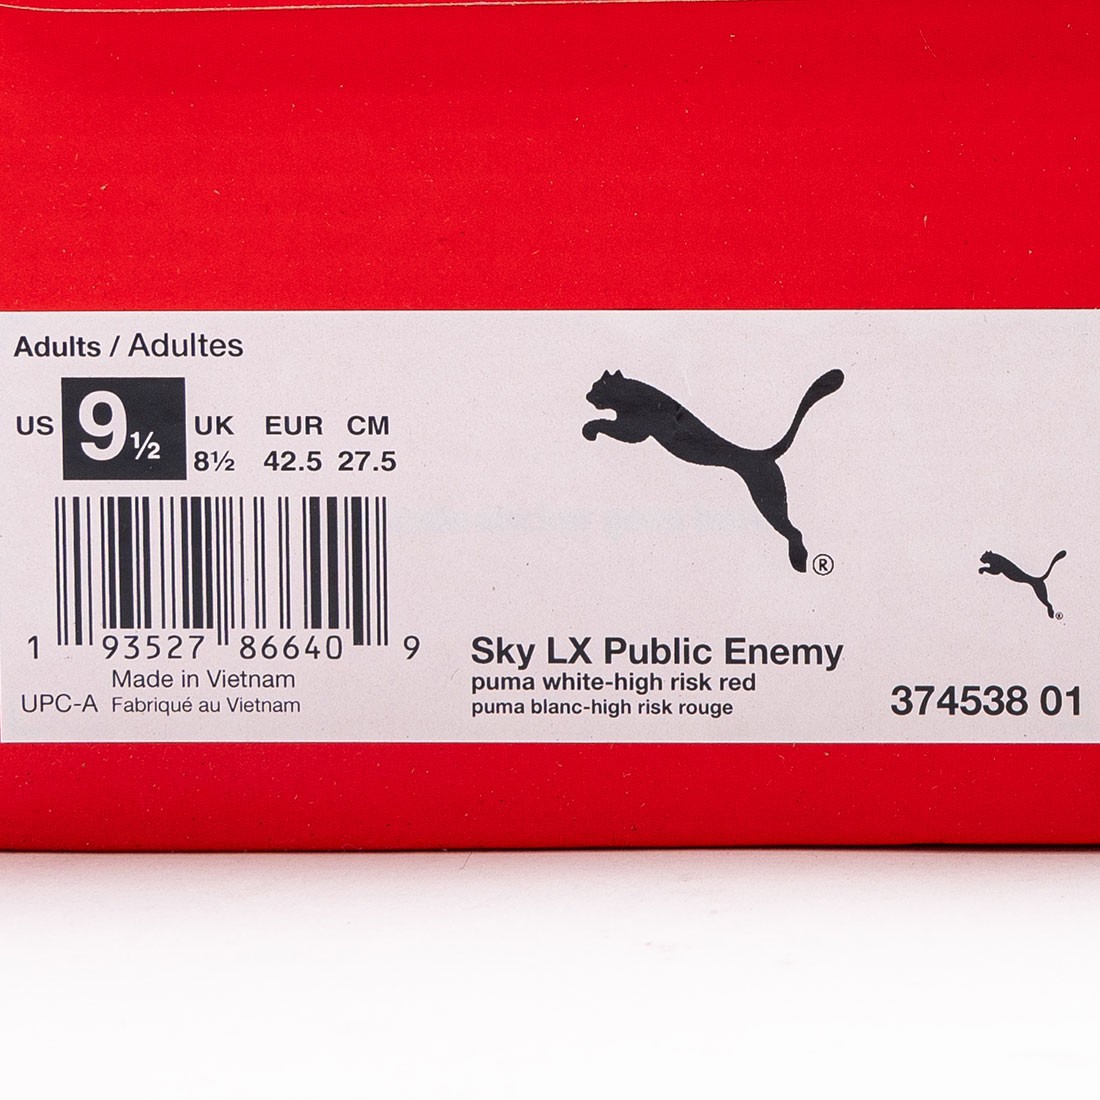 Adults / Adultes
US 9½ UK EUR CM
8½ 42.5 27.5
1 93527 86640 9
Made in Vietnam
UPC-A Fabriqué au Vietnam
®
Sky LX Public Enemy
puma white-high risk red
puma blanc-high risk rouge
®
374538 01